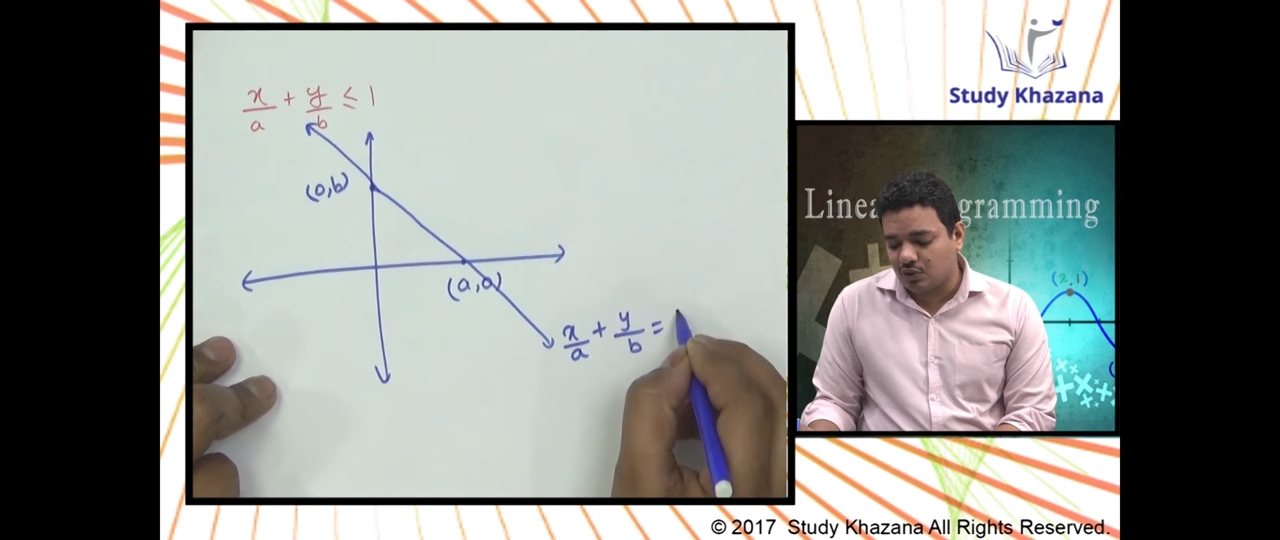 x/a + y/b ≤ 1
(0,b)
(a,0)
x/a + y/b =
Study Khazana
Linea gramming
(2,1)
© 2017 Study Khazana All Rights Reserved.